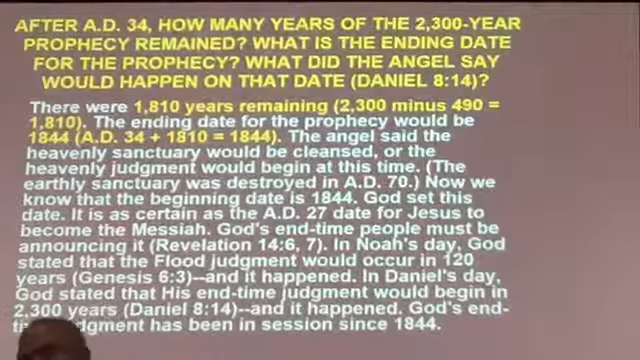 AFTER A.D. 34, HOW MANY YEARS OF THE 2,300-YEAR
PROPHECY REMAINED? WHAT IS THE ENDING DATE
FOR THE PROPHECY? WHAT DID THE ANGEL SAY
WOULD HAPPEN ON THAT DATE (DANIEL 8:14)?
There were 1,810 years remaining (2,300 minus 490 =
1,810). The ending date for the prophecy would be
1844 (A.D. 34 + 1810 = 1844). The angel said the
heavenly sanctuary would be cleansed, or the
heavenly judgment would begin at this time. (The
earthly sanctuary was destroyed in A.D. 70.) Now we
know that the beginning date is 1844. God set this
date. It is as certain as the A.D. 27 date for Jesus to
become the Messiah. God's end-time people must be
announcing it (Revelation 14:6, 7). In Noah's day, God
stated that the Flood judgment would occur in 120
years (Genesis 6:3)--and it happened. In Daniel's day,
God stated that His end-time judgment would begin in
2,300 years (Daniel 8:14)--and it happened. God's end-
has been in session since 1844.